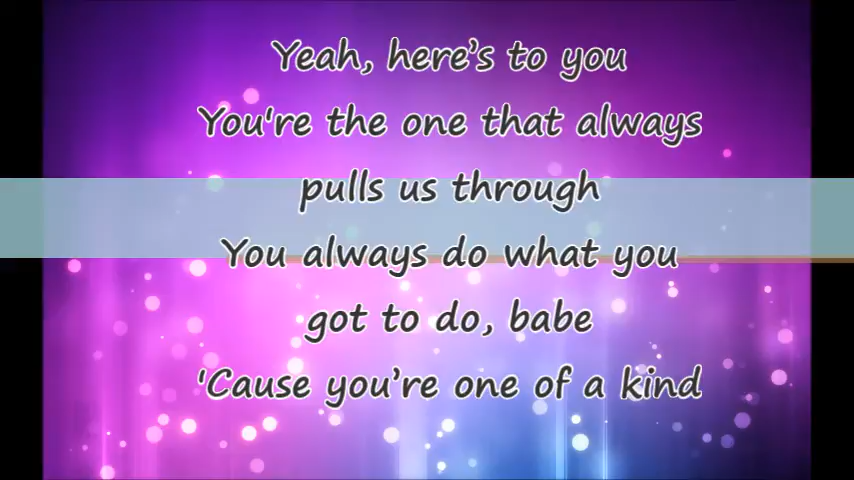 Yeah, here’s to you
You're the one that always
pulls us through
You always do what you
got to do, babe
'Cause you’re one of a kind